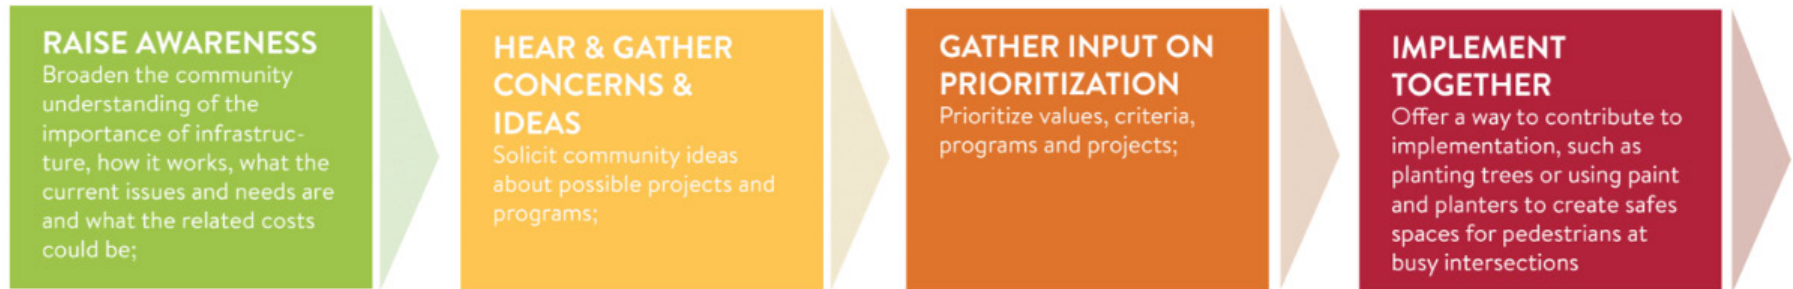 RAISE AWARENESS
Broaden the community
understanding of the
importance of infrastruc-
ture, how it works, what the
current issues and needs are
and what the related costs
could be;
HEAR & GATHER
CONCERNS &
IDEAS
Solicit community ideas
about possible projects and
programs;
GATHER INPUT ON
PRIORITIZATION
Prioritize values, criteria,
programs and projects;
IMPLEMENT
TOGETHER
Offer a way to contribute to
implementation, such as
planting trees or using paint
and planters to create safes
spaces for pedestrians at
busy intersections